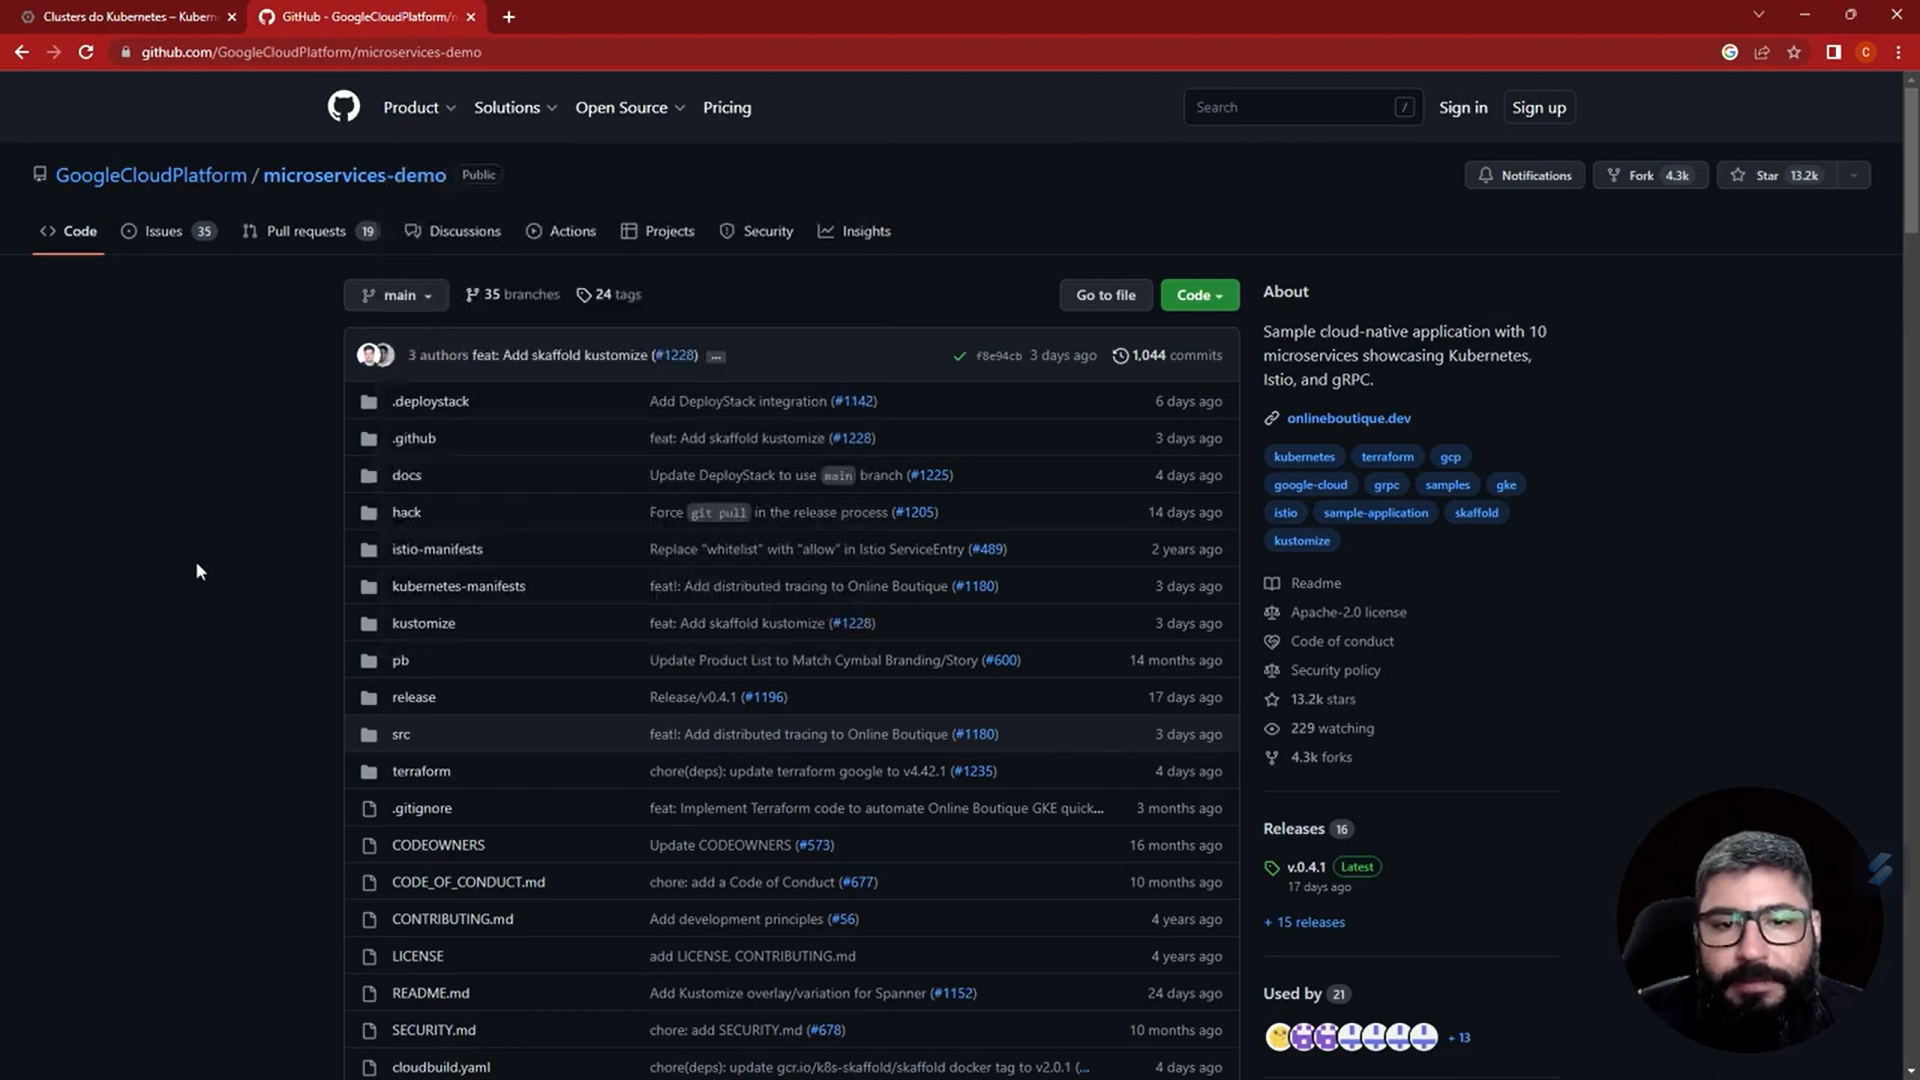 Clusters do Kubernetes – Kubern
GitHub - GoogleCloudPlatform/
github.com/GoogleCloudPlatform/microservices-demo
C
Product
Solutions
Open Source
Pricing
Search
/
Sign in
Sign up
GoogleCloudPlatform / microservices-demo
Public
Notifications
Fork 4.3k
Star 13.2k
Code
Issues 35
Pull requests 19
Discussions
Actions
Projects
Security
Insights
main
35 branches
24 tags
Go to file
Code
3 authors feat: Add skaffold kustomize (#1228) ...
f8e94cb 3 days ago
1,044 commits
.deploystack
Add DeployStack integration (#1142)
6 days ago
.github
feat: Add skaffold kustomize (#1228)
3 days ago
docs
Update DeployStack to use main branch (#1225)
4 days ago
hack
Force git pull in the release process (#1205)
14 days ago
istio-manifests
Replace "whitelist" with "allow" in Istio ServiceEntry (#489)
2 years ago
kubernetes-manifests
feat!: Add distributed tracing to Online Boutique (#1180)
3 days ago
kustomize
feat: Add skaffold kustomize (#1228)
3 days ago
pb
Update Product List to Match Cymbal Branding/Story (#600)
14 months ago
release
Release/v0.4.1 (#1196)
17 days ago
src
feat!: Add distributed tracing to Online Boutique (#1180)
3 days ago
terraform
chore(deps): update terraform google to v4.42.1 (#1235)
4 days ago
.gitignore
feat: Implement Terraform code to automate Online Boutique GKE quick...
3 months ago
CODEOWNERS
Update CODEOWNERS (#573)
16 months ago
CODE_OF_CONDUCT.md
chore: add a Code of Conduct (#677)
10 months ago
CONTRIBUTING.md
Add development principles (#56)
4 years ago
LICENSE
add LICENSE, CONTRIBUTING.md
4 years ago
README.md
Add Kustomize overlay/variation for Spanner (#1152)
24 days ago
SECURITY.md
chore: add SECURITY.md (#678)
10 months ago
cloudbuild.yaml
chore(deps): update gcr.io/k8s-skaffold/skaffold docker tag to v2.0.1 (...
4 days ago
About
Sample cloud-native application with 10
microservices showcasing Kubernetes,
Istio, and gRPC.
onlineboutique.dev
kubernetes terraform gcp
google-cloud grpc samples gke
istio sample-application skaffold
kustomize
Readme
Apache-2.0 license
Code of conduct
Security policy
13.2k stars
229 watching
4.3k forks
Releases 16
v.0.4.1 Latest
17 days ago
+ 15 releases
Used by 21
+ 13